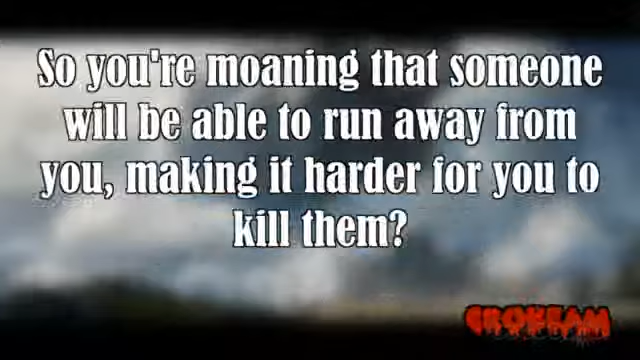 So you're moaning that someone
will be able to run away from
you, making it harder for you to
kill them?